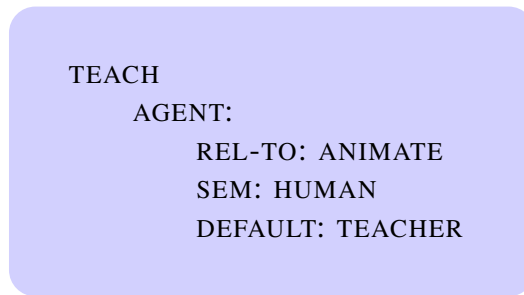 TEACH
AGENT:
REL-TO: ANIMATE
SEM: HUMAN
DEFAULT: TEACHER